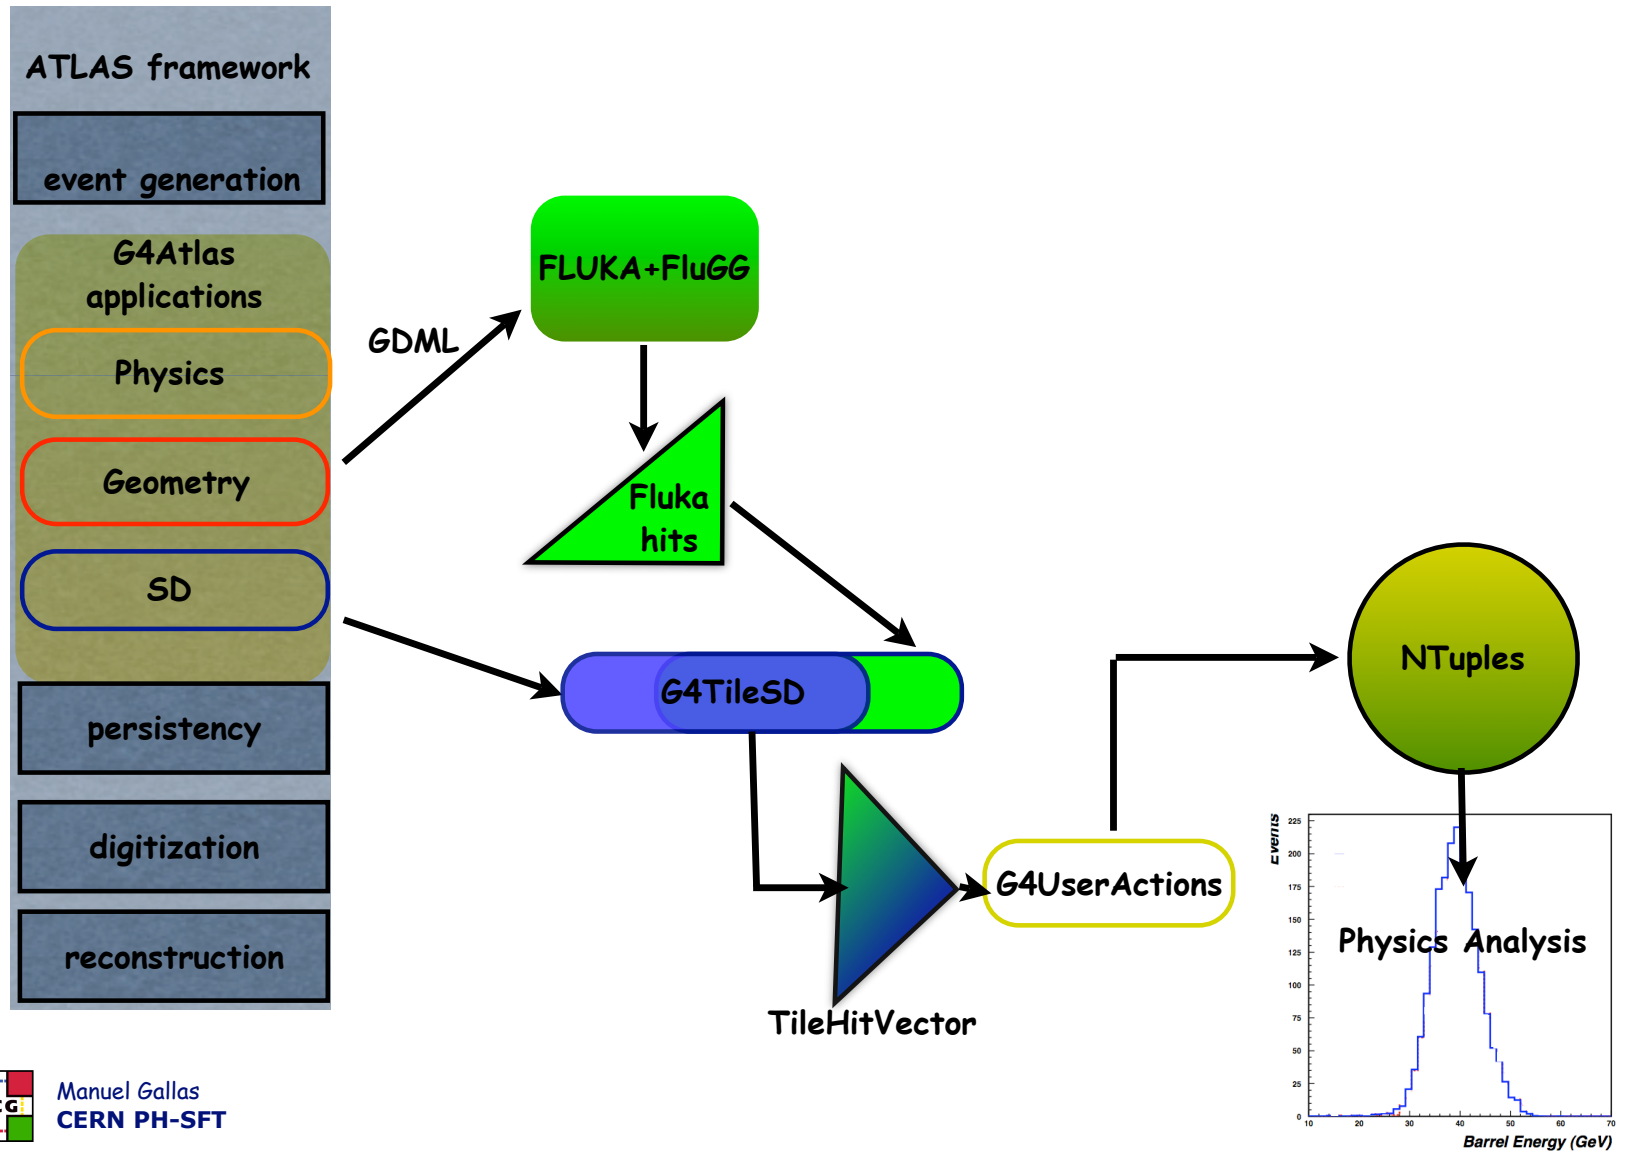 ATLAS framework
event generation
G4Atlas
applications
Physics
Geometry
SD
persistency
digitization
reconstruction
GDML
FLUKA+FluGG
Fluka
hits
G4TileSD
TileHitVector
G4UserActions
NTuples
Physics Analysis
Events
225
200
175
150
125
100
75
50
25
0
10 20 30 40 50 60 70
Barrel Energy (GeV)
CG
Manuel Gallas
CERN PH-SFT